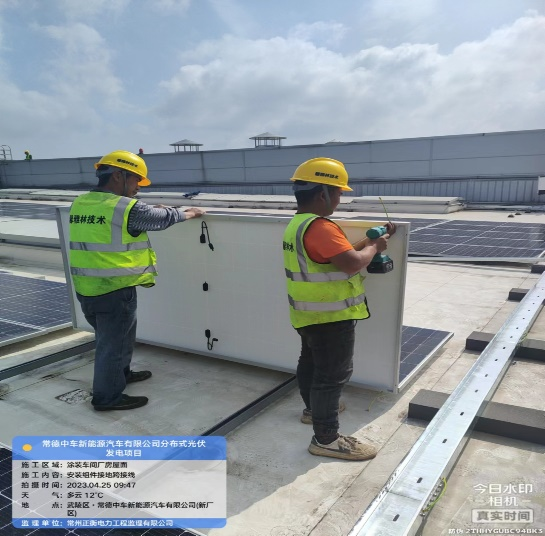 雅林技术
常德中车新能源汽车有限公司分布式光伏
发电项目
施工区域：涂装车间厂房屋面
施工内容：安装组件接地跨接线
拍摄时间：2023.04.25 09:47
天　　气：多云 12℃
地　　点：武陵区·常德中车新能源汽车有限公司(新厂
区)
监理单位：常州正衡电力工程监理有限公司
今日水印
相机
真实时间
防伪 ZTIBIYGUBC94BK3